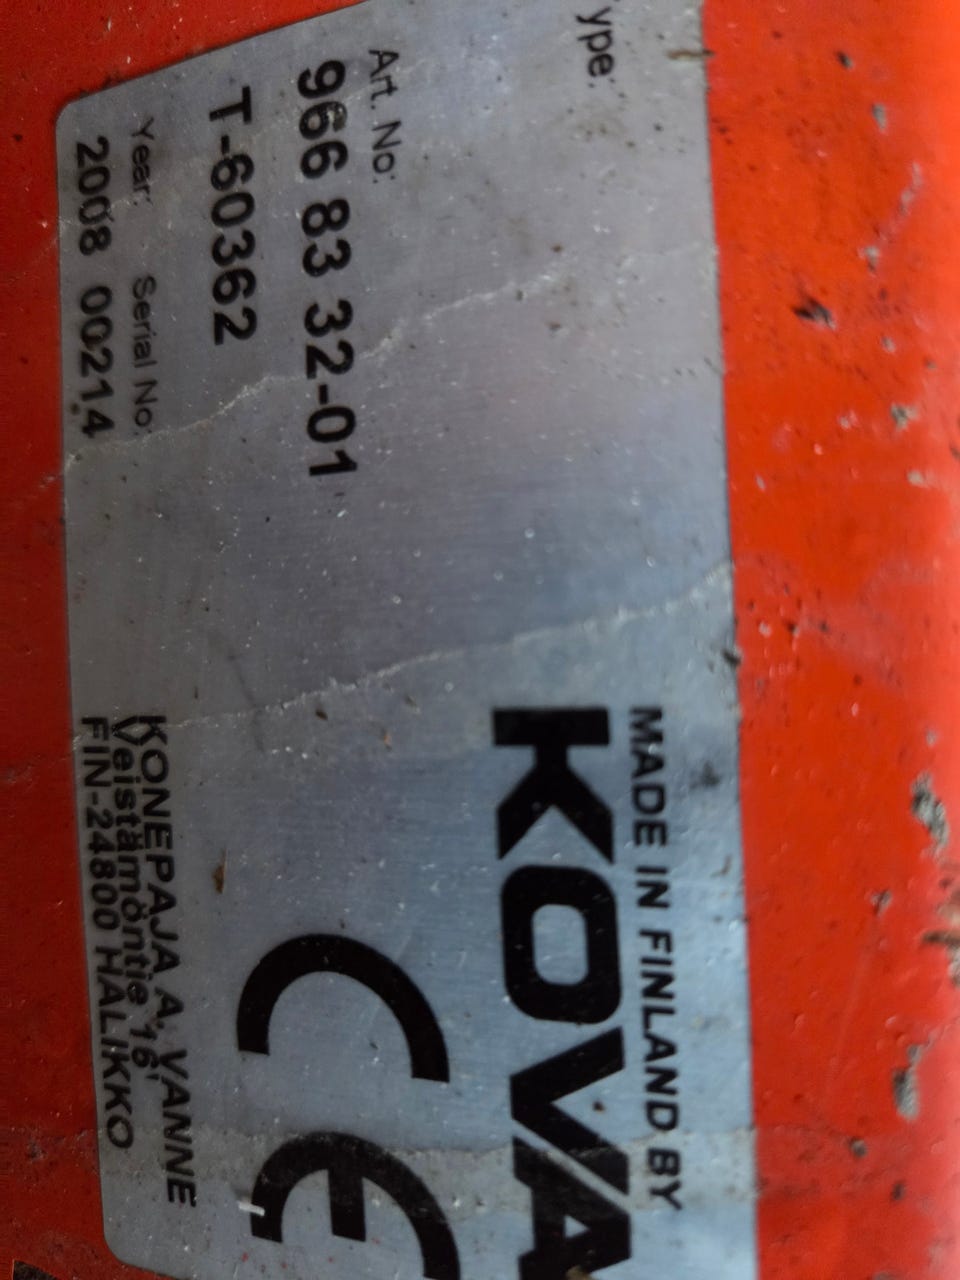 ype:
Art. No:
966 83 32-01
T-60362
Year: Serial No:
2008 00214
MADE IN FINLAND BY
KOVA
CE
KONEPAJA A. VANNE
Veistämöntie 16
FIN-24800 HALIKKO